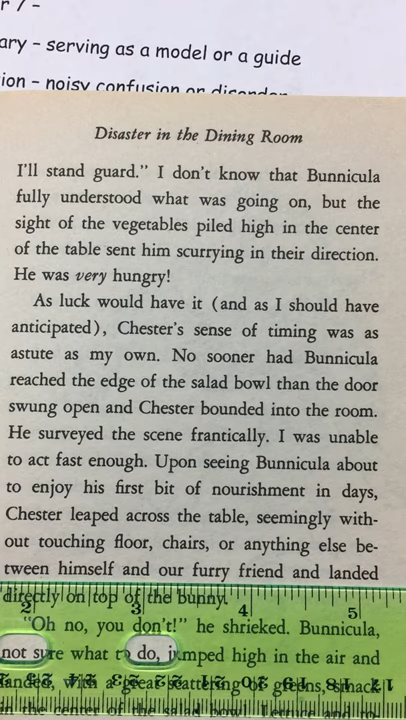 r 7 -
ary – serving as a model or a guide
ion – noisy confusion or disorder
Disaster in the Dining Room
I'll stand guard." I don't know that Bunnicula
fully understood what was going on, but the
sight of the vegetables piled high in the center
of the table sent him scurrying in their direction.
He was very hungry!
As luck would have it (and as I should have
anticipated), Chester's sense of timing was as
astute as my own. No sooner had Bunnicula
reached the edge of the salad bowl than the door
swung open and Chester bounded into the room.
He surveyed the scene frantically. I was unable
to act fast enough. Upon seeing Bunnicula about
to enjoy his first bit of nourishment in days,
Chester leaped across the table, seemingly with-
out touching floor, chairs, or anything else be-
tween himself and our furry friend and landed
directly on top of the bunny.
2 3 4 5
"Oh no, you don't!" he shrieked. Bunnicula,
not sure what to do, jumped high in the air and
landed, with a great scattering of greens, smack
in the center of the salad bowl. Lettuce and to-